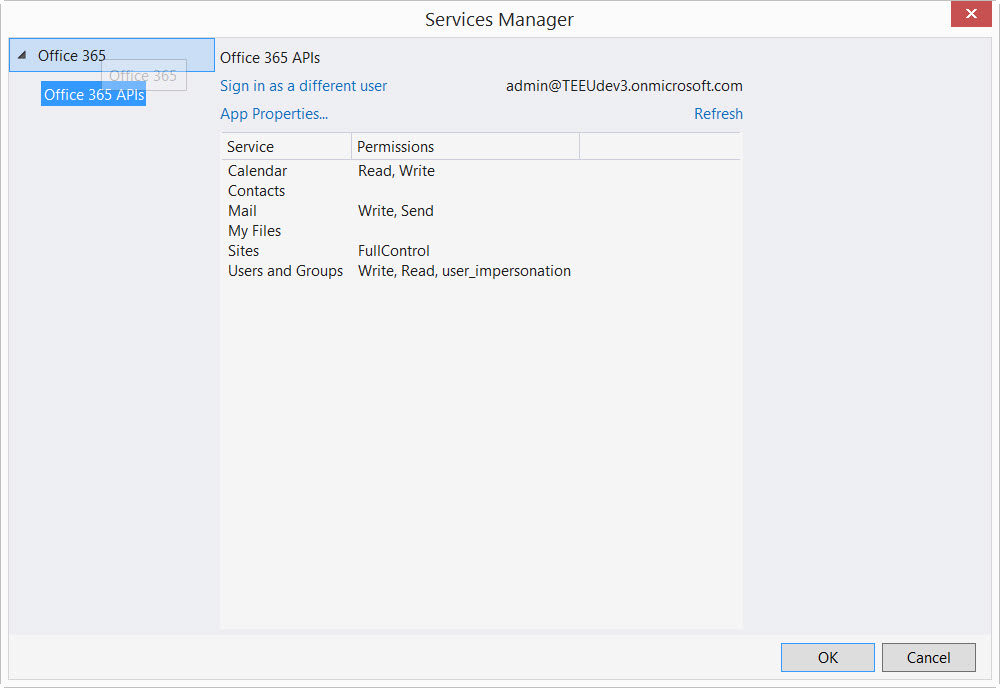 Services Manager
Office 365
Office 365
Office 365 APIs
Office 365 APIs
Sign in as a different user admin@TEEUdev3.onmicrosoft.com
App Properties... Refresh
Service Permissions
Calendar Read, Write
Contacts
Mail Write, Send
My Files
Sites FullControl
Users and Groups Write, Read, user_impersonation
OK Cancel